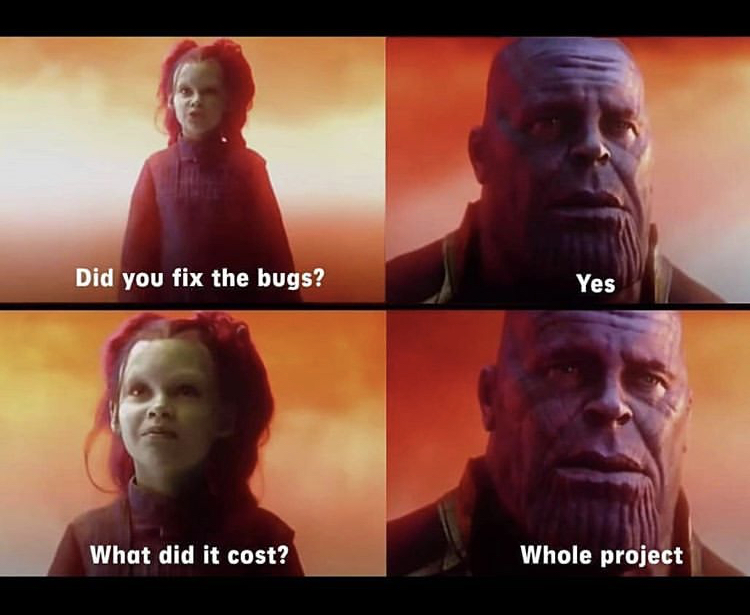 Did you fix the bugs?
Yes
What did it cost?
Whole project